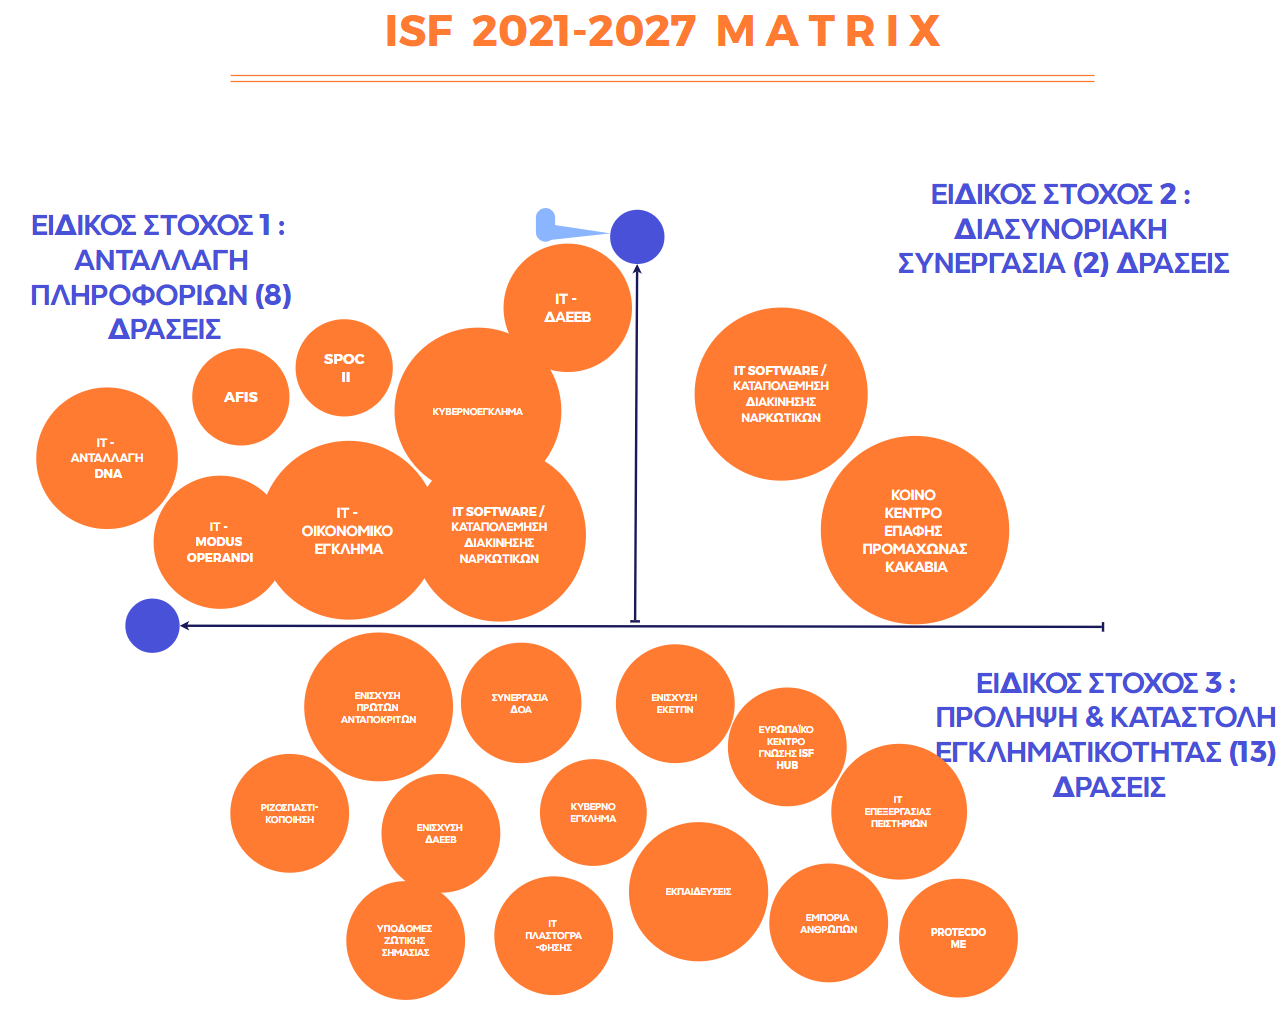 ISF 2021-2027 MATRIX
ΕΙΔΙΚΟΣ ΣΤΟΧΟΣ 1 :
ΑΝΤΑΛΛΑΓΗ
ΠΛΗΡΟΦΟΡΙΩΝ (8)
ΔΡΑΣΕΙΣ
ΕΙΔΙΚΟΣ ΣΤΟΧΟΣ 2 :
ΔΙΑΣΥΝΟΡΙΑΚΗ
ΣΥΝΕΡΓΑΣΙΑ (2) ΔΡΑΣΕΙΣ
IT -
ΔΑΕΕΒ
SPOC
II
AFIS
ΚΥΒΕΡΝΟΕΓΚΛΗΜΑ
IT -
ΑΝΤΑΛΛΑΓΗ
DNA
IT -
MODUS
OPERANDI
IT -
ΟΙΚΟΝΟΜΙΚΟ
ΕΓΚΛΗΜΑ
IT SOFTWARE /
ΚΑΤΑΠΟΛΕΜΗΣΗ
ΔΙΑΚΙΝΗΣΗΣ
ΝΑΡΚΩΤΙΚΩΝ
IT SOFTWARE /
ΚΑΤΑΠΟΛΕΜΗΣΗ
ΔΙΑΚΙΝΗΣΗΣ
ΝΑΡΚΩΤΙΚΩΝ
ΚΟΙΝΟ
ΚΕΝΤΡΟ
ΕΠΑΦΗΣ
ΠΡΟΜΑΧΩΝΑΣ
ΚΑΚΑΒΙΑ
ΕΙΔΙΚΟΣ ΣΤΟΧΟΣ 3 :
ΠΡΟΛΗΨΗ & ΚΑΤΑΣΤΟΛΗ
ΕΓΚΛΗΜΑΤΙΚΟΤΗΤΑΣ (13)
ΔΡΑΣΕΙΣ
ΕΝΙΣΧΥΣΗ
ΠΡΩΤΩΝ
ΑΝΤΑΠΟΚΡΙΤΩΝ
ΣΥΝΕΡΓΑΣΙΑ
ΔΟΑ
ΕΝΙΣΧΥΣΗ
ΕΚΕΤΠΝ
ΕΥΡΩΠΑΪΚΟ
ΚΕΝΤΡΟ
ΓΝΩΣΗΣ ISF
HUB
ΡΙΖΟΣΠΑΣΤΙ-
ΚΟΠΟΙΗΣΗ
ΕΝΙΣΧΥΣΗ
ΔΑΕΕΒ
ΚΥΒΕΡΝΟ
ΕΓΚΛΗΜΑ
IT
ΕΠΕΞΕΡΓΑΣΙΑΣ
ΠΕΙΣΤΗΡΙΩΝ
ΥΠΟΔΟΜΕΣ
ΖΩΤΙΚΗΣ
ΣΗΜΑΣΙΑΣ
IT
ΠΛΑΣΤΟΓΡΑ
-ΦΗΣΗΣ
ΕΚΠΑΙΔΕΥΣΕΙΣ
ΕΜΠΟΡΙΑ
ΑΝΘΡΩΠΩΝ
PROTECDO
ME